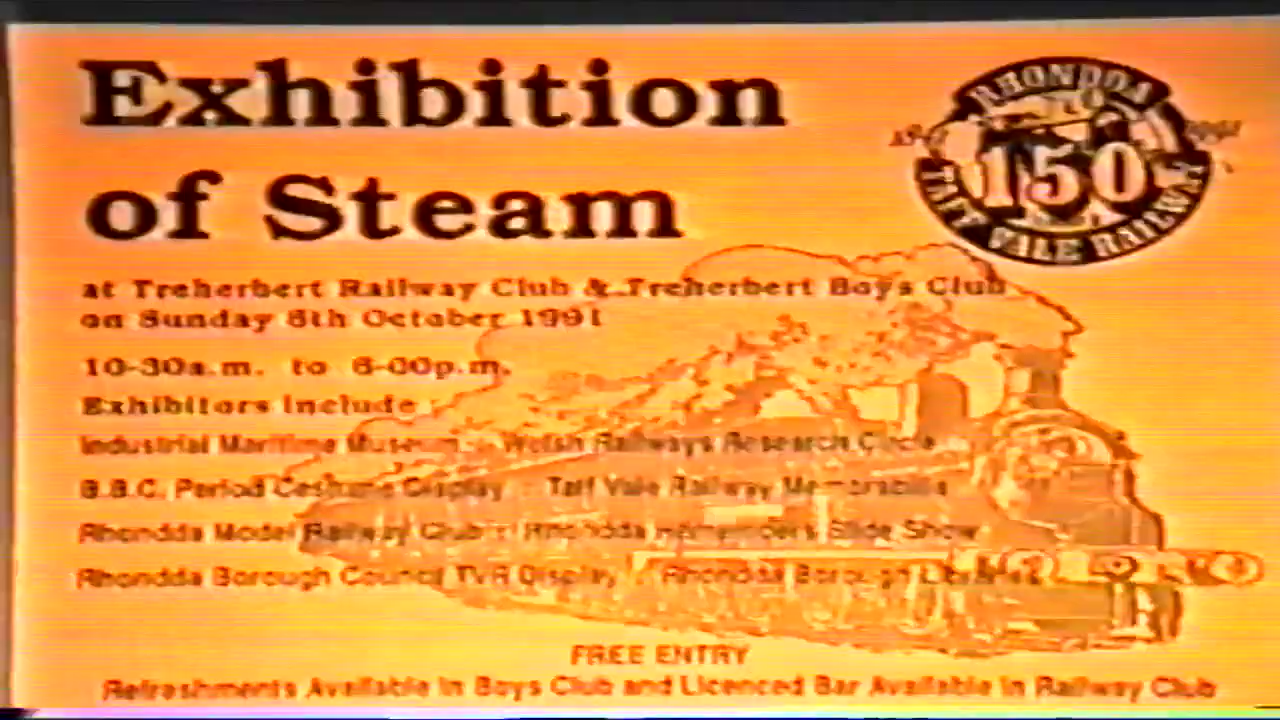 Exhibition
of Steam
RHONDDA
150
TAFF VALE RAILWAY
at Treherbert Railway Club & Treherbert Boys Club
on Sunday 6th October 1991
10-30a.m. to 6-00p.m.
Exhibitors include :
Industrial Maritime Museum : Welsh Railways Research Circle
B.B.C. Period Costume Display : Taff Vale Railway Memorabilia
Rhondda Model Railway Club : Rhondda Remembers Slide Show
Rhondda Borough Council TVR Display : Rhondda Borough Libraries
FREE ENTRY
Refreshments Available in Boys Club and Licenced Bar Available in Railway Club